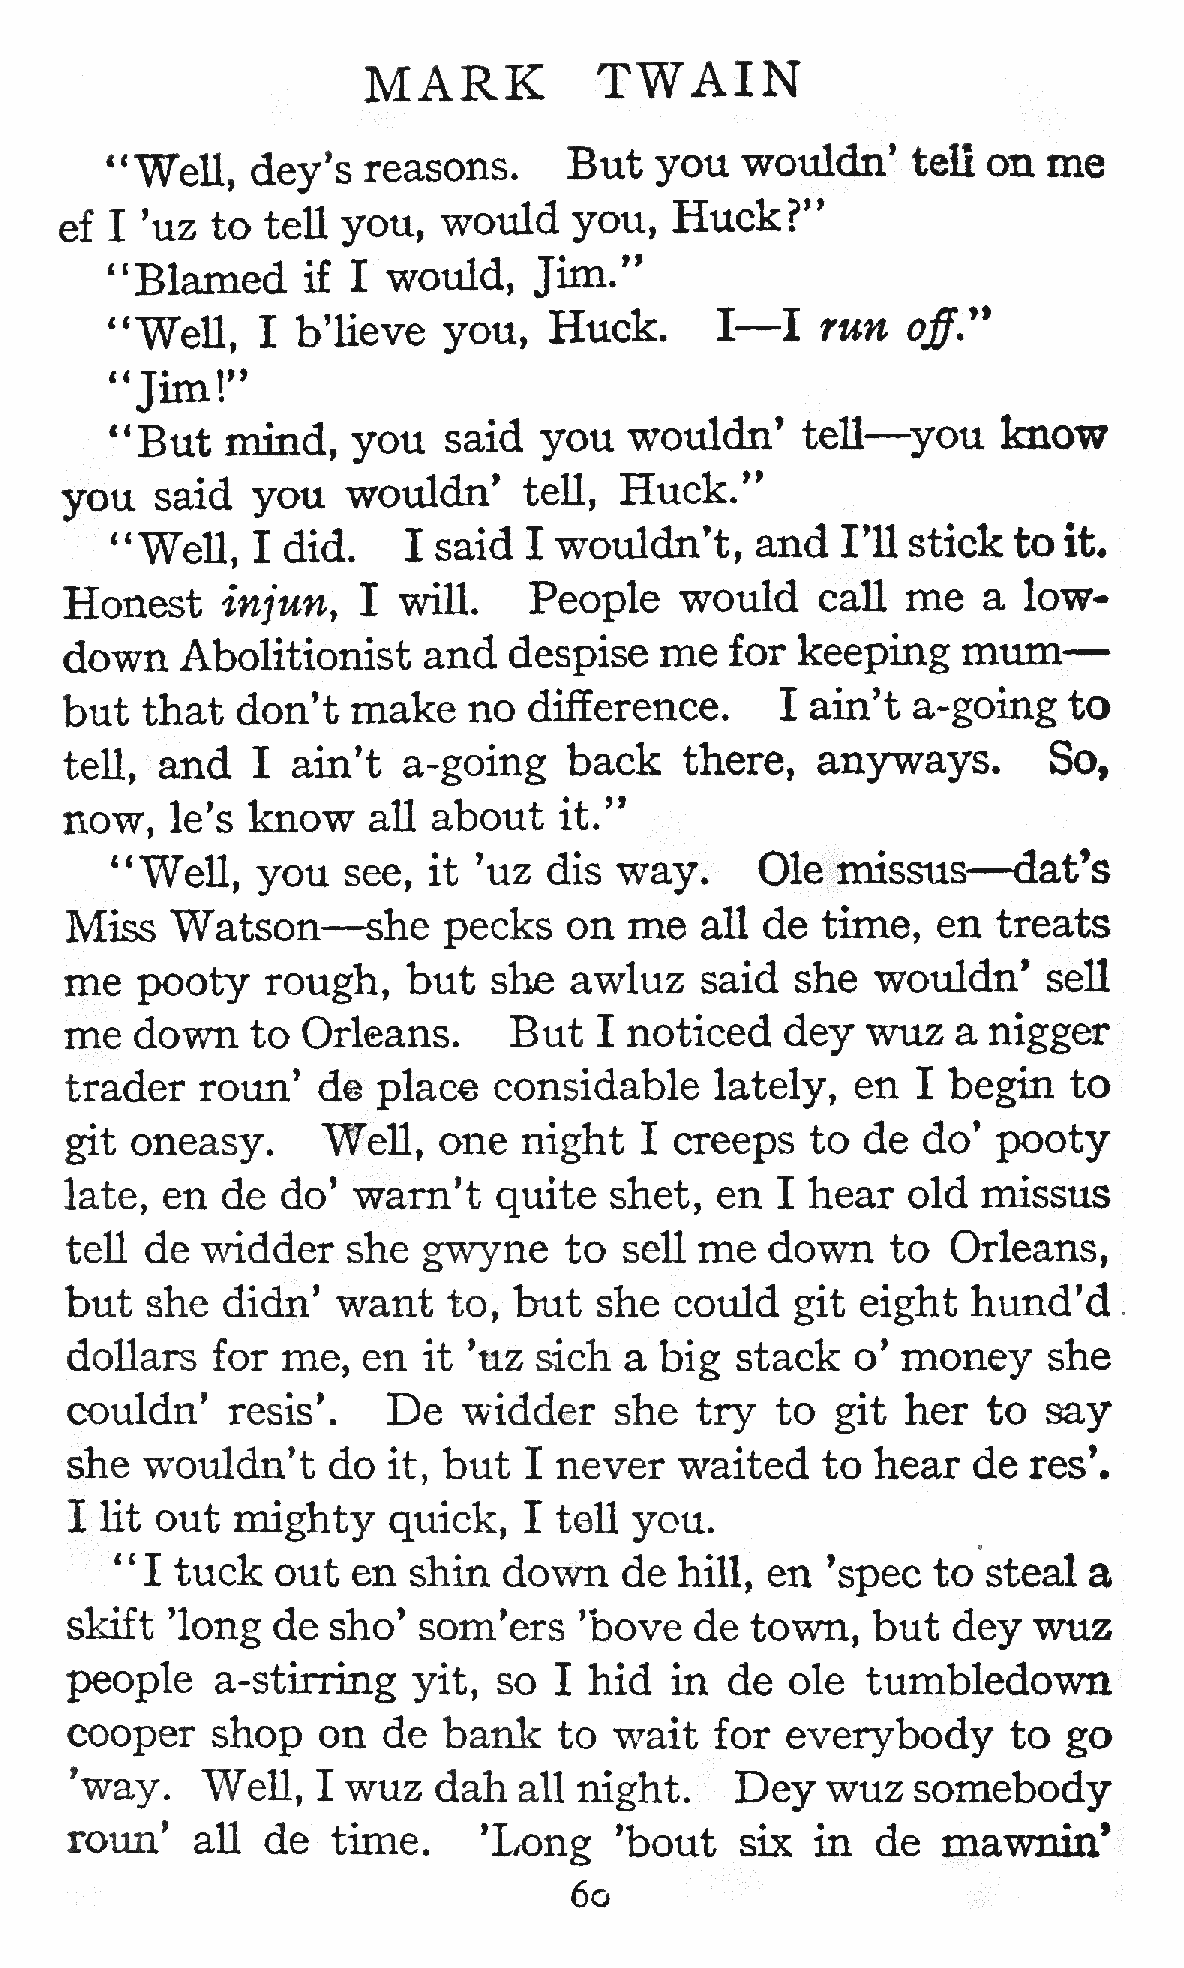 MARK TWAIN
"Well, dey's reasons. But you wouldn' tell on me
ef I 'uz to tell you, would you, Huck?"
"Blamed if I would, Jim."
"Well, I b'lieve you, Huck. I—I run off."
"Jim!"
"But mind, you said you wouldn' tell—you know
you said you wouldn' tell, Huck."
"Well, I did. I said I wouldn't, and I'll stick to it.
Honest injun, I will. People would call me a low-
down Abolitionist and despise me for keeping mum—
but that don't make no difference. I ain't a-going to
tell, and I ain't a-going back there, anyways. So,
now, le's know all about it."
"Well, you see, it 'uz dis way. Ole missus—dat's
Miss Watson—she pecks on me all de time, en treats
me pooty rough, but she awluz said she wouldn' sell
me down to Orleans. But I noticed dey wuz a nigger
trader roun' de place considable lately, en I begin to
git oneasy. Well, one night I creeps to de do' pooty
late, en de do' warn't quite shet, en I hear old missus
tell de widder she gwyne to sell me down to Orleans,
but she didn' want to, but she could git eight hund'd
dollars for me, en it 'uz sich a big stack o' money she
couldn' resis'. De widder she try to git her to say
she wouldn't do it, but I never waited to hear de res'.
I lit out mighty quick, I tell you.
"I tuck out en shin down de hill, en 'spec to steal a
skift 'long de sho' som'ers 'bove de town, but dey wuz
people a-stirring yit, so I hid in de ole tumbledown
cooper shop on de bank to wait for everybody to go
'way. Well, I wuz dah all night. Dey wuz somebody
roun' all de time. 'Long 'bout six in de mawnin'
60